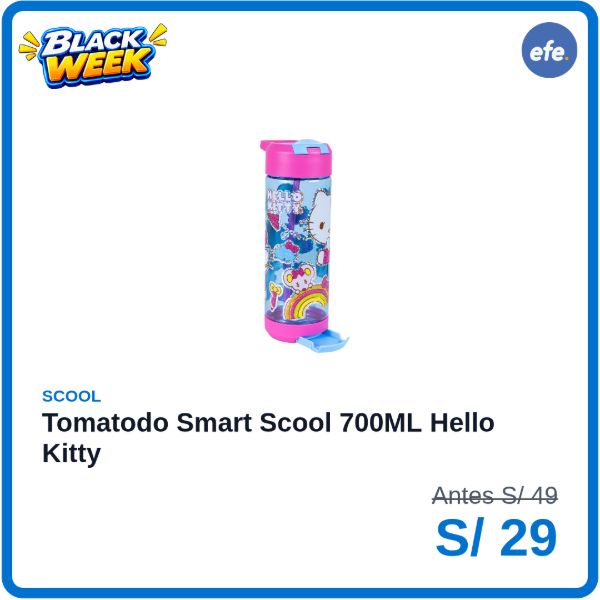 BLACK
WEEK
efe.
HELLO
KITTY
SCOOL
Tomatodo Smart Scool 700ML Hello
Kitty
Antes S/ 49
S/ 29